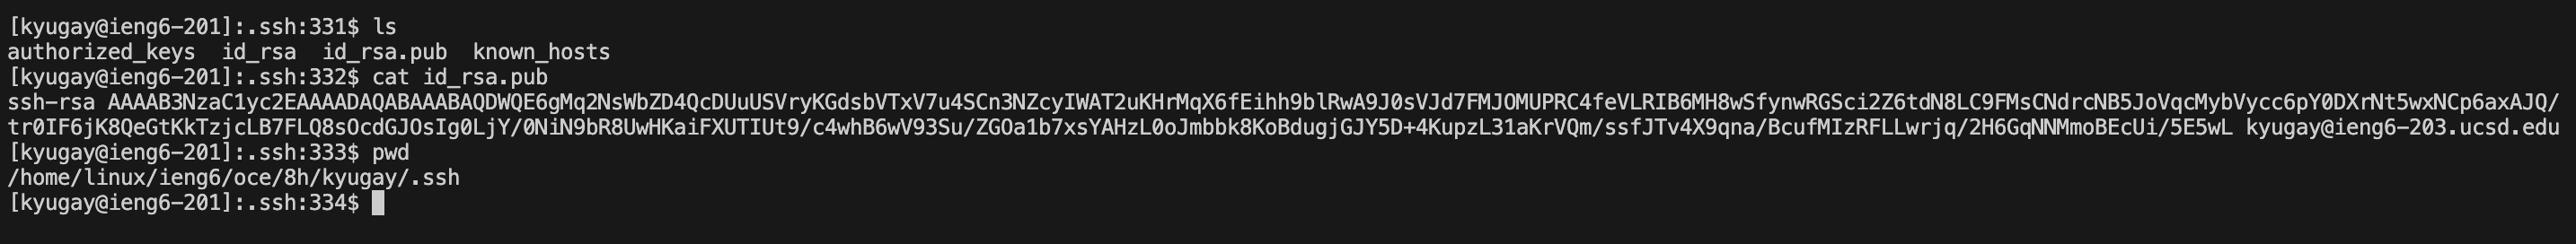 [kyugay@ieng6-201]:.ssh:331$ ls
authorized_keys  id_rsa  id_rsa.pub  known_hosts
[kyugay@ieng6-201]:.ssh:332$ cat id_rsa.pub
ssh-rsa AAAAB3NzaC1yc2EAAAADAQABAAABAQDWQE6gMq2NsWbZD4QcDUuUSVryKGdsbVTxV7u4SCn3NZcyIWAT2uKHrMqX6fEihh9blRwA9J0sVJd7FMJOMUPRC4feVLRIB6MH8wSfynwRGSci2Z6tdN8LC9FMsCNdrcNB5JoVqcMybVycc6pY0DXrNt5wxNCp6axAJQ/
tr0IF6jK8QeGtKkTzjcLB7FLQ8sOcdGJOsIg0LjY/0NiN9bR8UwHKaiFXUTIUt9/c4whB6wV93Su/ZGOa1b7xsYAHzL0oJmbbk8KoBdugjGJY5D+4KupzL31aKrVQm/ssfJTv4X9qna/BcufMIzRFLLwrjq/2H6GqNNMmoBEcUi/5E5wL kyugay@ieng6-203.ucsd.edu
[kyugay@ieng6-201]:.ssh:333$ pwd
/home/linux/ieng6/oce/8h/kyugay/.ssh
[kyugay@ieng6-201]:.ssh:334$